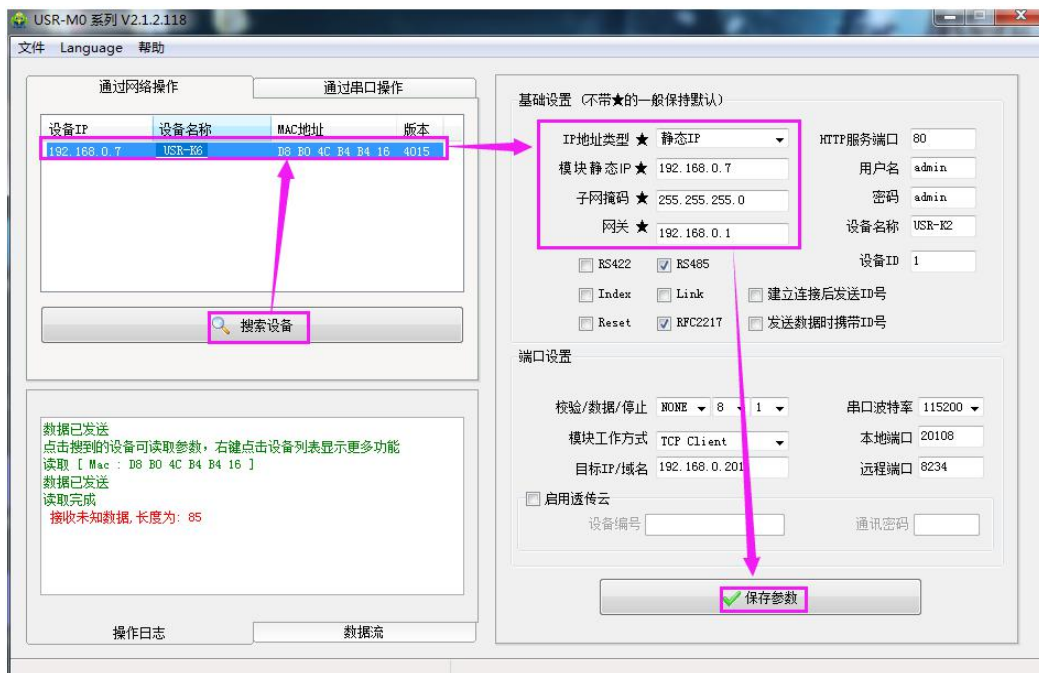 USR-M0 系列 V2.1.2.118
文件 Language 帮助
通过网络操作 通过串口操作
设备IP 设备名称 MAC地址 版本
192.168.0.7 USR-K6 D8 B0 4C B4 B4 16 4015
搜索设备
数据已发送
点击搜到的设备可读取参数，右键点击设备列表显示更多功能
读取 [ Mac : D8 B0 4C B4 B4 16 ]
数据已发送
读取完成
接收未知数据,长度为: 85
操作日志 数据流
基础设置 (不带★的一般保持默认)
IP地址类型 ★ 静态IP HTTP服务端口 80
模块静态IP★ 192.168.0.7 用户名 admin
子网掩码 ★ 255.255.255.0 密码 admin
网关 ★ 192.168.0.1 设备名称 USR-K2
RS422 RS485 设备ID 1
Index Link 建立连接后发送ID号
Reset RFC2217 发送数据时携带ID号
端口设置
校验/数据/停止 NONE 8 1 串口波特率 115200
模块工作方式 TCP Client 本地端口 20108
目标IP/域名 192.168.0.201 远程端口 8234
启用透传云
设备编号 通讯密码
保存参数